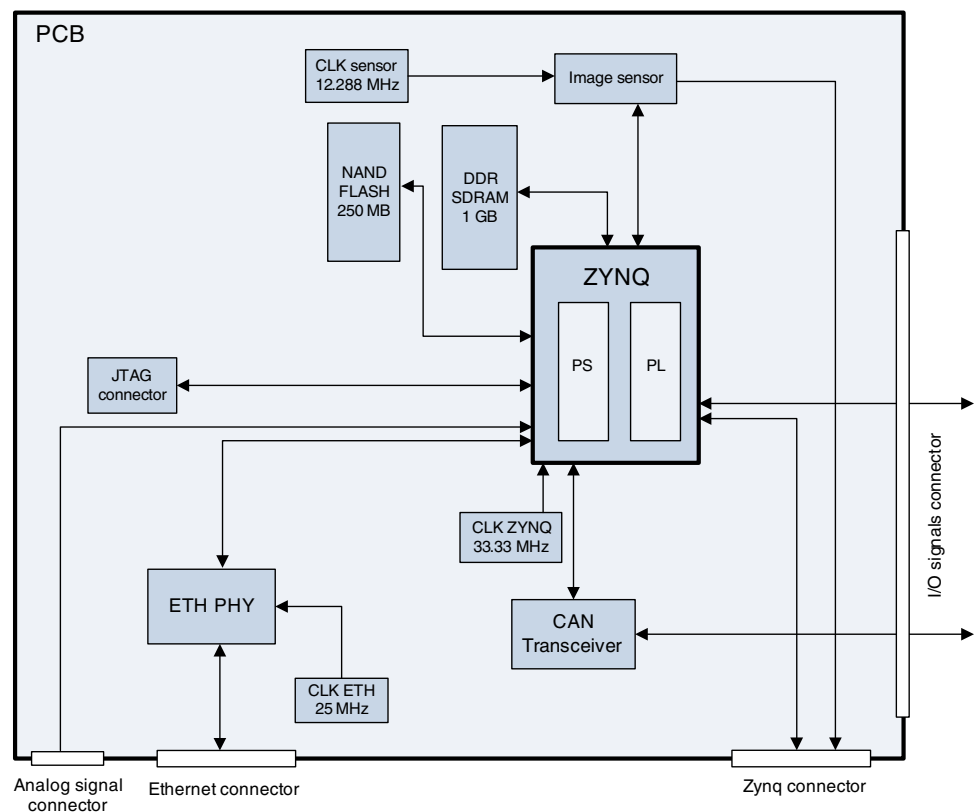 PCB
CLK sensor
12.288 MHz
Image sensor
NAND
FLASH
250 MB
DDR
SDRAM
1 GB
ZYNQ
PS
PL
JTAG
connector
CLK ZYNQ
33.33 MHz
ETH PHY
CAN
Transceiver
CLK ETH
25 MHz
I/O signals connector
Analog signal
connector
Ethernet connector
Zynq connector